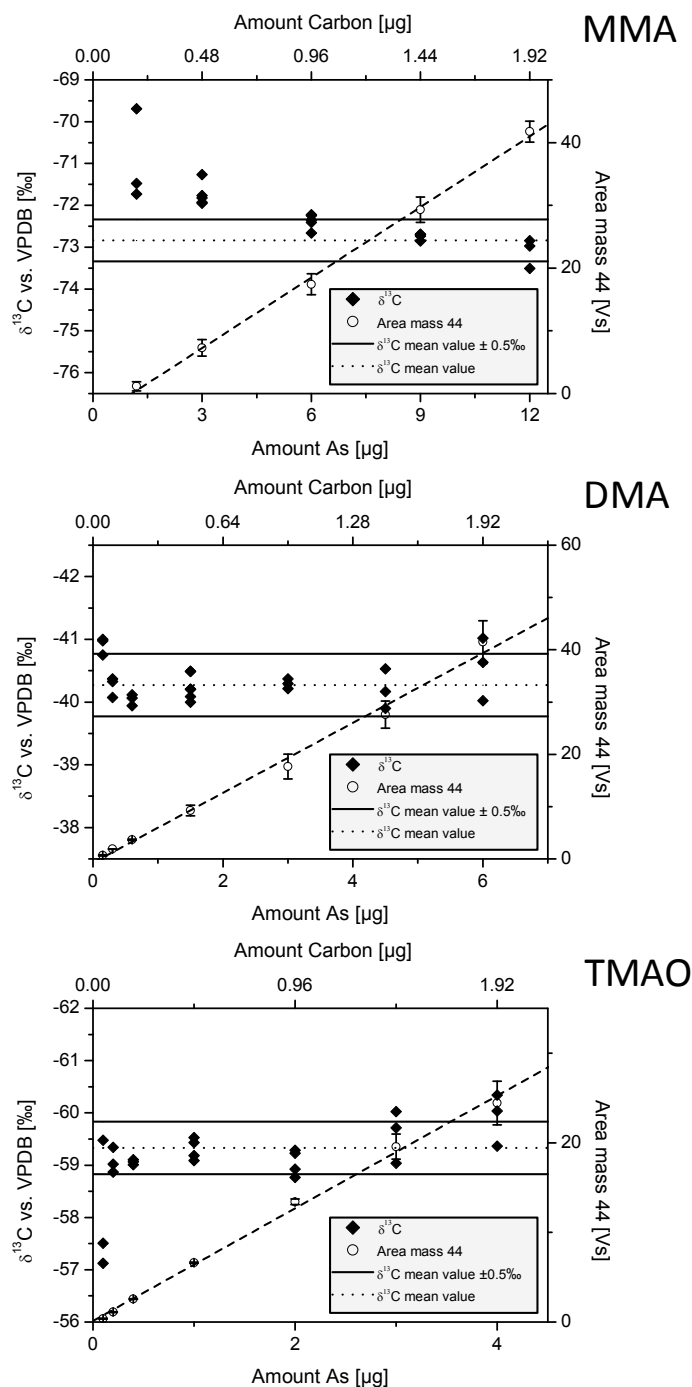 MMA
Amount Carbon [µg]
0.00 0.48 0.96 1.44 1.92
-69
-70
-71
-72
-73
-74
-75
-76
δ¹³C vs. VPDB [‰]
40
20
0
Area mass 44 [Vs]
δ¹³C
Area mass 44
δ¹³C mean value ± 0.5‰
δ¹³C mean value
0 3 6 9 12
Amount As [µg]
DMA
Amount Carbon [µg]
0.00 0.64 1.28 1.92
-42
-41
-40
-39
-38
δ¹³C vs. VPDB [‰]
60
40
20
0
Area mass 44 [Vs]
δ¹³C
Area mass 44
δ¹³C mean value ± 0.5‰
δ¹³C mean value
0 2 4 6
Amount As [µg]
TMAO
Amount Carbon [µg]
0.00 0.96 1.92
-62
-61
-60
-59
-58
-57
-56
δ¹³C vs. VPDB [‰]
20
0
Area mass 44 [Vs]
δ¹³C
Area mass 44
δ¹³C mean value ±0.5‰
δ¹³C mean value
0 2 4
Amount As [µg]